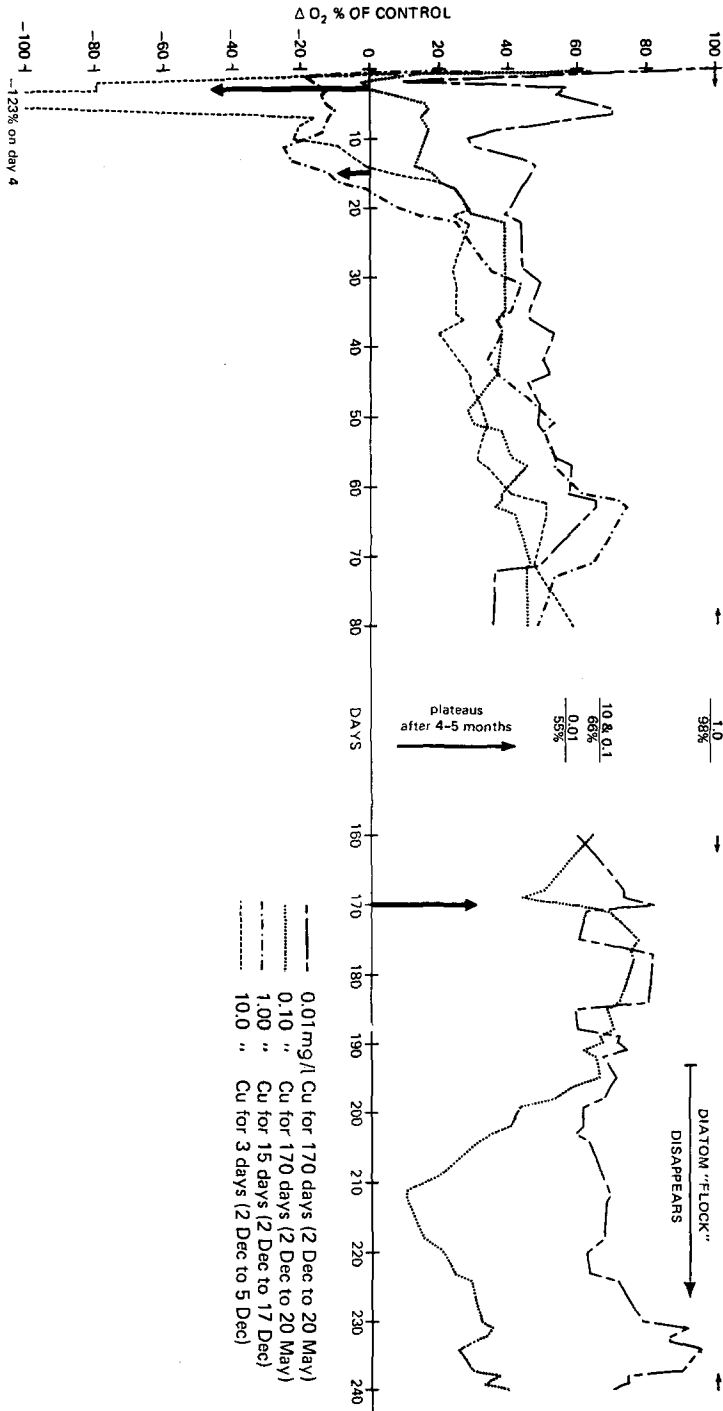 Δ O₂ % OF CONTROL
-100
-80
-60
-40
-20
0
20
40
60
80
100
-123% on day 4
10
20
30
40
50
60
70
80
DAYS
160
170
180
190
200
210
220
230
240
plateaus
after 4-5 months
1.0
98%
10 & 0.1
66%
0.01
55%
DIATOM "FLOCK"
DISAPPEARS
0.01 mg/l Cu for 170 days (2 Dec to 20 May)
0.10 " Cu for 170 days (2 Dec to 20 May)
1.00 " Cu for 15 days (2 Dec to 17 Dec)
10.0 " Cu for 3 days (2 Dec to 5 Dec)